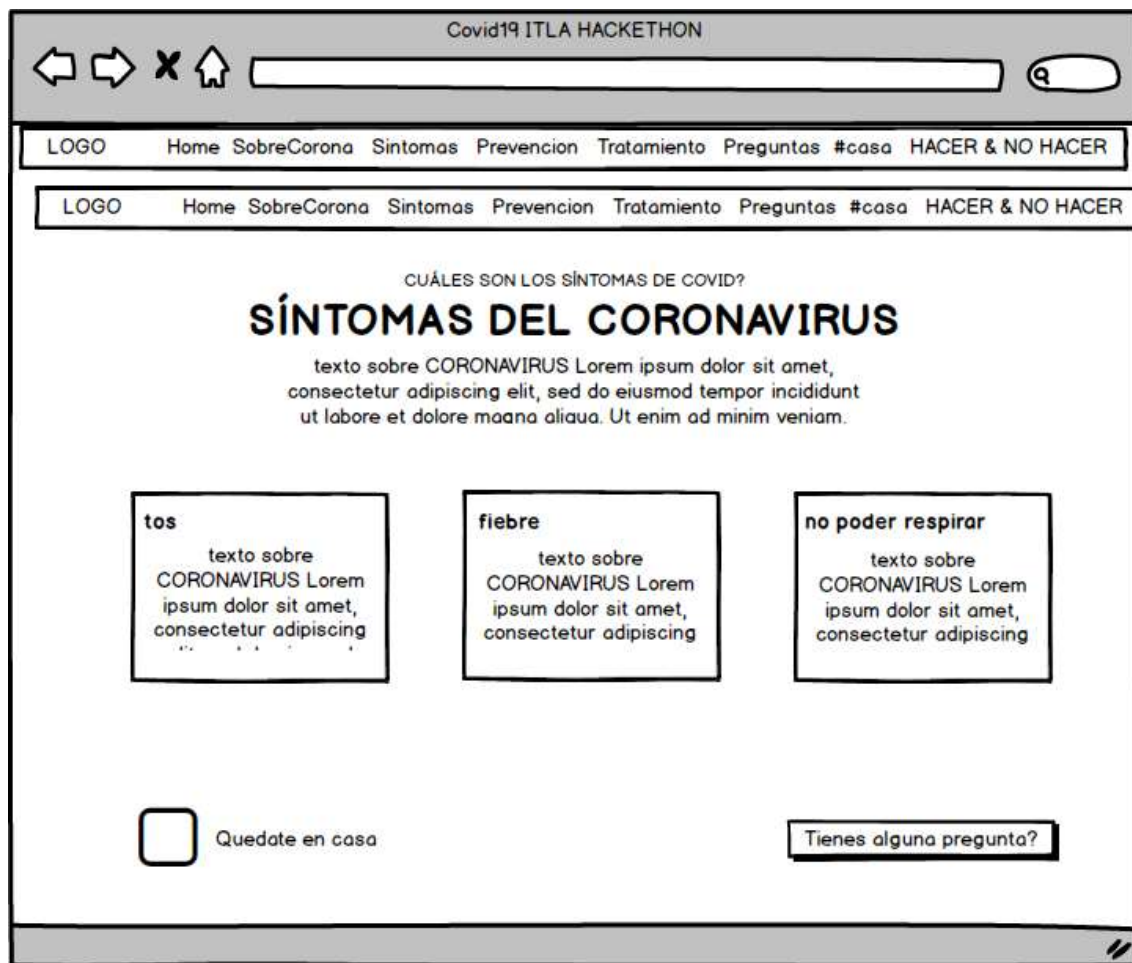 Covid19 ITLA HACKETHON
LOGO Home SobreCorona Sintomas Prevencion Tratamiento Preguntas #casa HACER & NO HACER
LOGO Home SobreCorona Sintomas Prevencion Tratamiento Preguntas #casa HACER & NO HACER
CUÁLES SON LOS SÍNTOMAS DE COVID?
SÍNTOMAS DEL CORONAVIRUS
texto sobre CORONAVIRUS Lorem ipsum dolor sit amet,
consectetur adipiscing elit, sed do eiusmod tempor incididunt
ut labore et dolore magna aliqua. Ut enim ad minim veniam.
tos
texto sobre
CORONAVIRUS Lorem
ipsum dolor sit amet,
consectetur adipiscing
fiebre
texto sobre
CORONAVIRUS Lorem
ipsum dolor sit amet,
consectetur adipiscing
no poder respirar
texto sobre
CORONAVIRUS Lorem
ipsum dolor sit amet,
consectetur adipiscing
Quedate en casa
Tienes alguna pregunta?